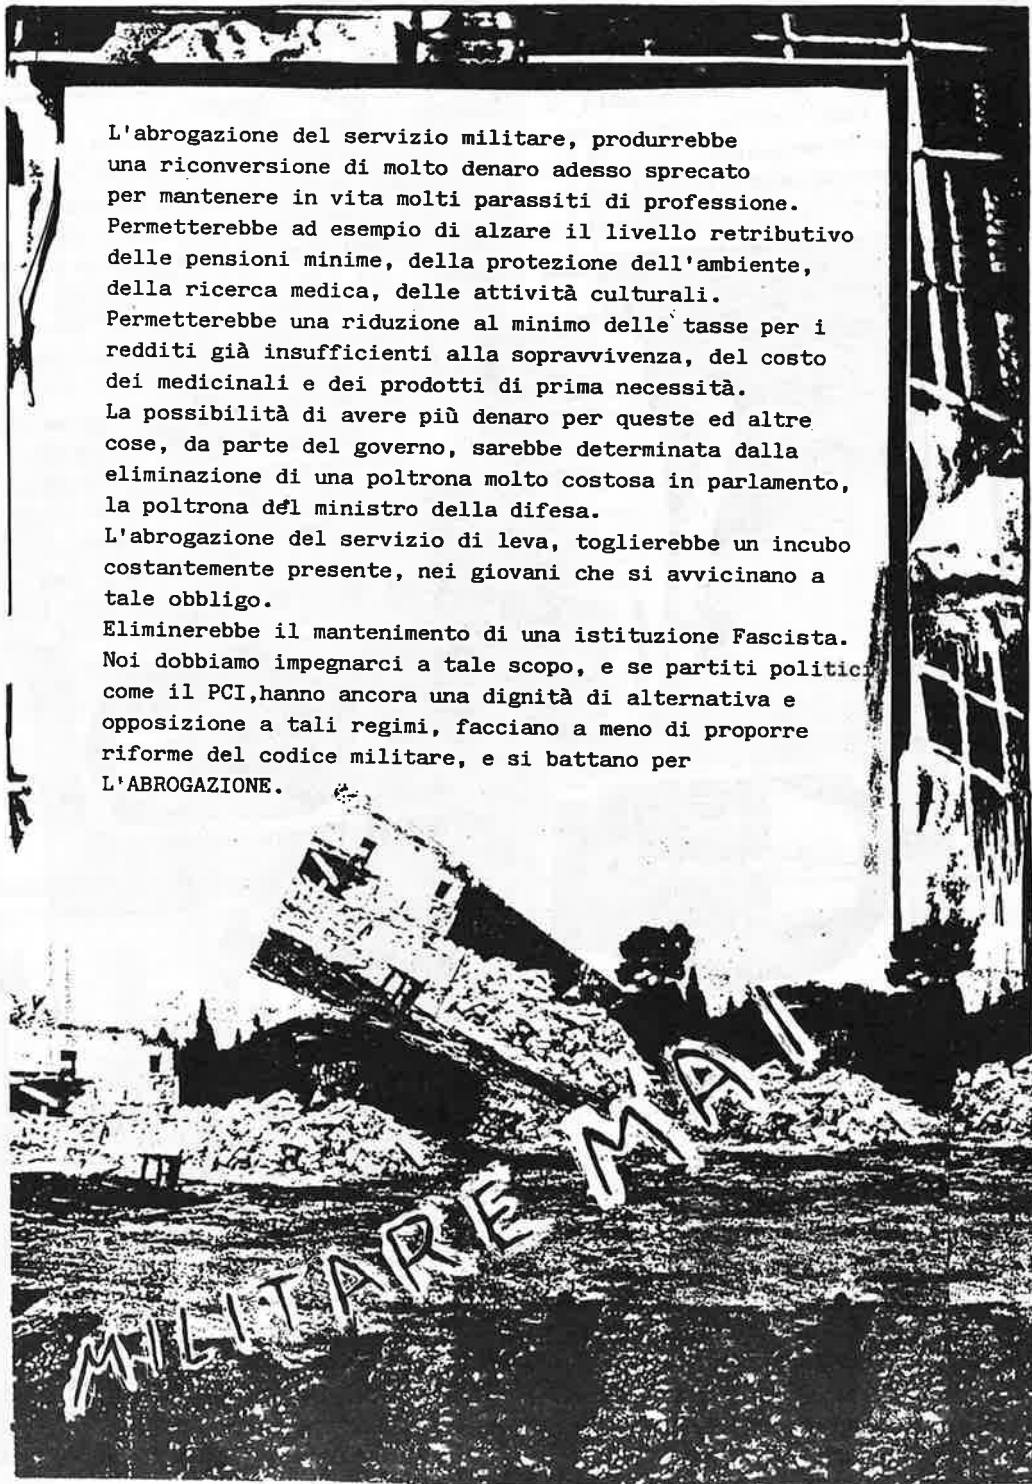 L'abrogazione del servizio militare, produrrebbe
una riconversione di molto denaro adesso sprecato
per mantenere in vita molti parassiti di professione.
Permetterebbe ad esempio di alzare il livello retributivo
delle pensioni minime, della protezione dell'ambiente,
della ricerca medica, delle attività culturali.
Permetterebbe una riduzione al minimo delle tasse per i
redditi già insufficienti alla sopravvivenza, del costo
dei medicinali e dei prodotti di prima necessità.
La possibilità di avere più denaro per queste ed altre
cose, da parte del governo, sarebbe determinata dalla
eliminazione di una poltrona molto costosa in parlamento,
la poltrona del ministro della difesa.
L'abrogazione del servizio di leva, toglierebbe un incubo
costantemente presente, nei giovani che si avvicinano a
tale obbligo.
Eliminerebbe il mantenimento di una istituzione Fascista.
Noi dobbiamo impegnarci a tale scopo, e se partiti politici
come il PCI,hanno ancora una dignità di alternativa e
opposizione a tali regimi, facciano a meno di proporre
riforme del codice militare, e si battano per
L'ABROGAZIONE.
MILITARE MAI